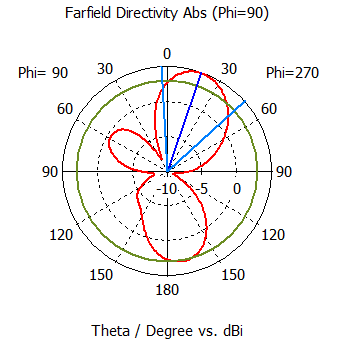 Farfield Directivity Abs (Phi=90)
0
Phi= 90 30 30 Phi=270
60 60
90 -10 -5 0 90
120 120
150 150
180
Theta / Degree vs. dBi